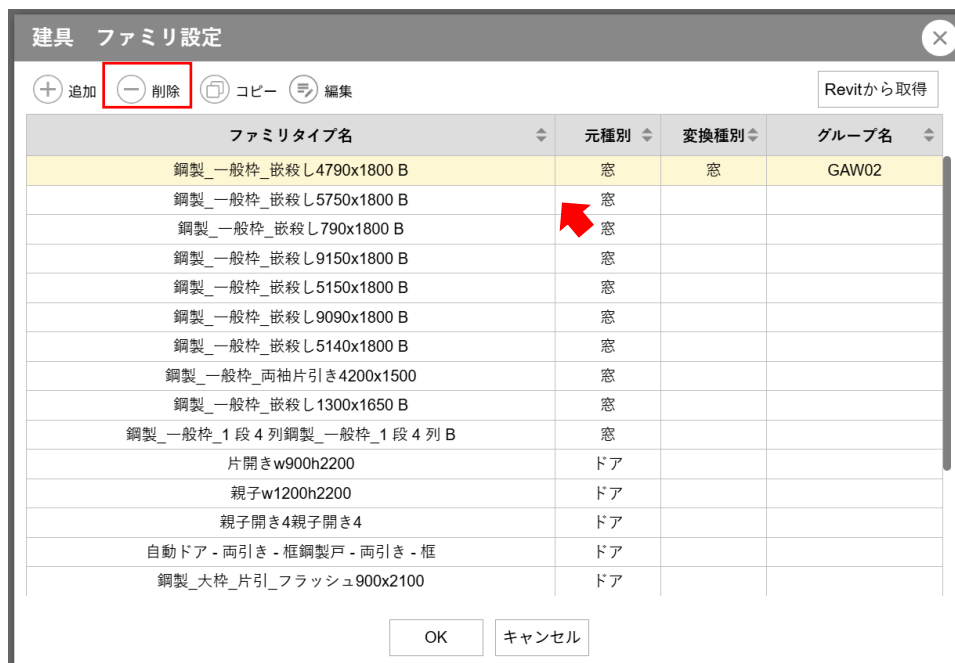 建具　ファミリ設定
追加 削除 コピー 編集 Revitから取得
ファミリタイプ名 元種別 変換種別 グループ名
鋼製_一般枠_嵌殺し4790x1800 B 窓 窓 GAW02
鋼製_一般枠_嵌殺し5750x1800 B 窓
鋼製_一般枠_嵌殺し790x1800 B 窓
鋼製_一般枠_嵌殺し9150x1800 B 窓
鋼製_一般枠_嵌殺し5150x1800 B 窓
鋼製_一般枠_嵌殺し9090x1800 B 窓
鋼製_一般枠_嵌殺し5140x1800 B 窓
鋼製_一般枠_両袖片引き4200x1500 窓
鋼製_一般枠_嵌殺し1300x1650 B 窓
鋼製_一般枠_1 段 4 列鋼製_一般枠_1 段 4 列 B 窓
片開きw900h2200 ドア
親子w1200h2200 ドア
親子開き4親子開き4 ドア
自動ドア - 両引き - 框鋼製戸 - 両引き - 框 ドア
鋼製_大枠_片引_フラッシュ900x2100 ドア
OK キャンセル